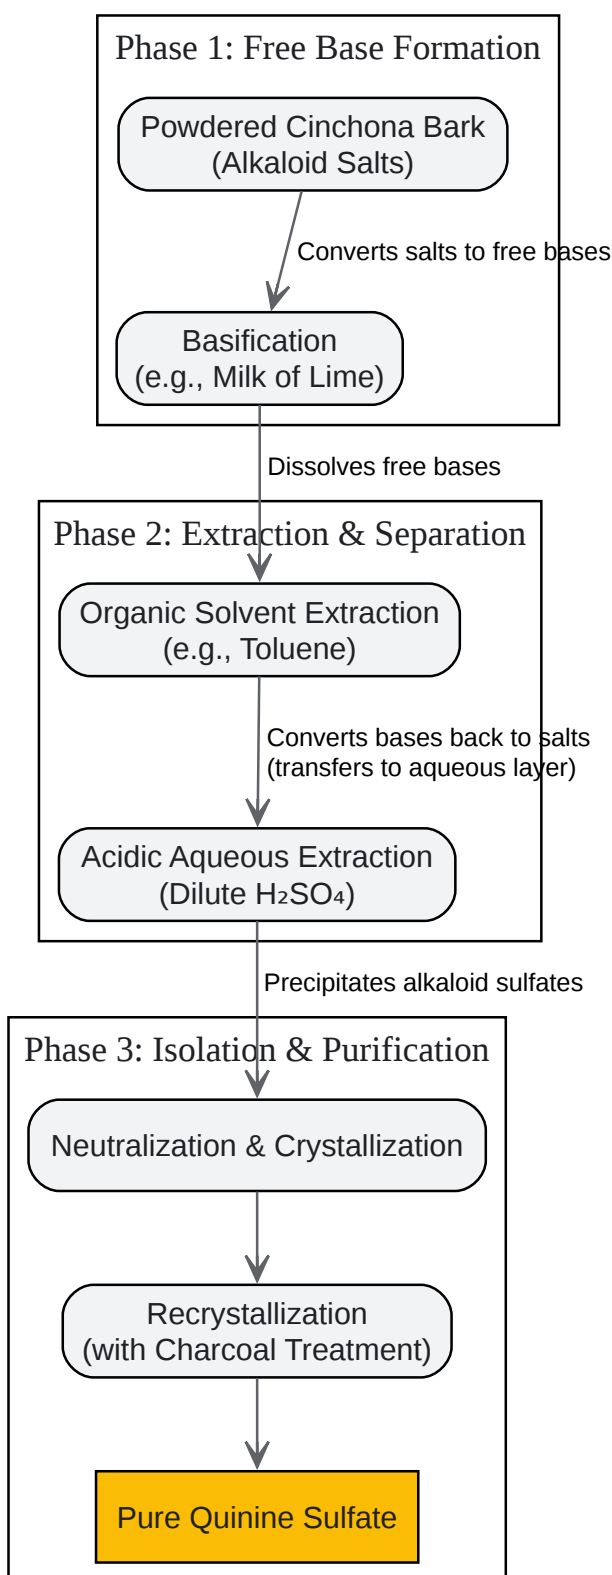 Phase 1: Free Base Formation
Powdered Cinchona Bark
(Alkaloid Salts)
Converts salts to free bases
Basification
(e.g., Milk of Lime)
Dissolves free bases
Phase 2: Extraction & Separation
Organic Solvent Extraction
(e.g., Toluene)
Converts bases back to salts
(transfers to aqueous layer)
Acidic Aqueous Extraction
(Dilute H₂SO₄)
Precipitates alkaloid sulfates
Phase 3: Isolation & Purification
Neutralization & Crystallization
Recrystallization
(with Charcoal Treatment)
Pure Quinine Sulfate